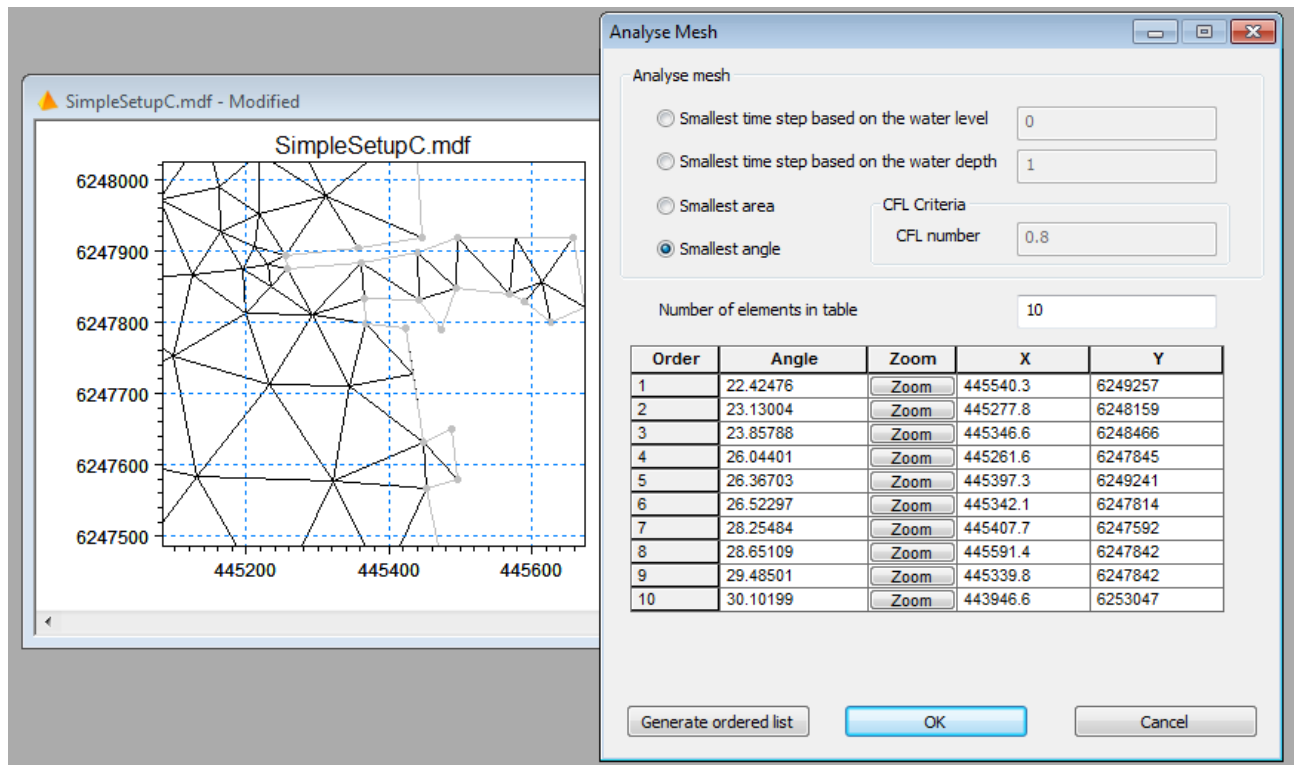 SimpleSetupC.mdf - Modified
SimpleSetupC.mdf
6248000
6247900
6247800
6247700
6247600
6247500
445200 445400 445600
Analyse Mesh
Analyse mesh
Smallest time step based on the water level 0
Smallest time step based on the water depth 1
Smallest area
CFL Criteria
Smallest angle
CFL number 0.8
Number of elements in table 10
Order Angle Zoom X Y
1 22.42476 Zoom 445540.3 6249257
2 23.13004 Zoom 445277.8 6248159
3 23.85788 Zoom 445346.6 6248466
4 26.04401 Zoom 445261.6 6247845
5 26.36703 Zoom 445397.3 6249241
6 26.52297 Zoom 445342.1 6247814
7 28.25484 Zoom 445407.7 6247592
8 28.65109 Zoom 445591.4 6247842
9 29.48501 Zoom 445339.8 6247842
10 30.10199 Zoom 443946.6 6253047
Generate ordered list OK Cancel